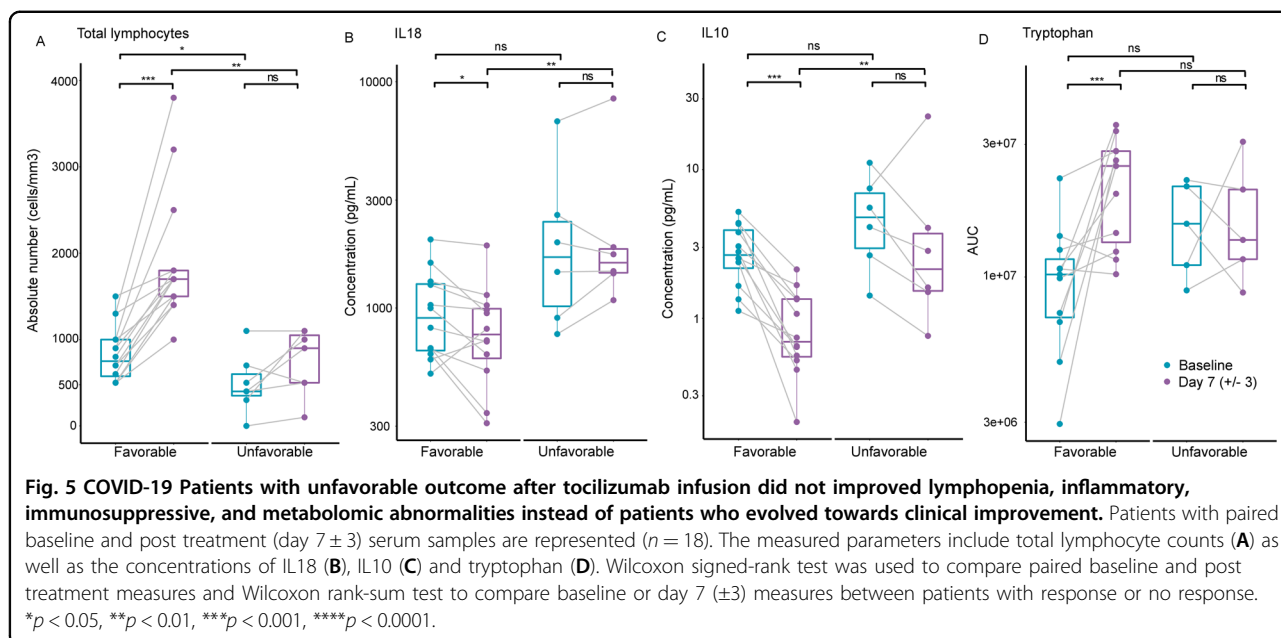 A Total lymphocytes
B IL18
C IL10
D Tryptophan
* ns ns ns
** ** ** ns
*** ns * ns *** ns *** ns
Absolute number (cells/mm3)
4000
3000
2000
1000
500
0
Favorable Unfavorable
Concentration (pg/mL)
10000
3000
1000
300
Favorable Unfavorable
Concentration (pg/mL)
30
10
3
1
0.3
Favorable Unfavorable
AUC
3e+07
1e+07
3e+06
Favorable Unfavorable
Baseline
Day 7 (+/- 3)
Fig. 5 COVID-19 Patients with unfavorable outcome after tocilizumab infusion did not improved lymphopenia, inflammatory,
immunosuppressive, and metabolomic abnormalities instead of patients who evolved towards clinical improvement. Patients with paired
baseline and post treatment (day 7 ± 3) serum samples are represented (n = 18). The measured parameters include total lymphocyte counts (A) as
well as the concentrations of IL18 (B), IL10 (C) and tryptophan (D). Wilcoxon signed-rank test was used to compare paired baseline and post
treatment measures and Wilcoxon rank-sum test to compare baseline or day 7 (±3) measures between patients with response or no response.
*p < 0.05, **p < 0.01, ***p < 0.001, ****p < 0.0001.